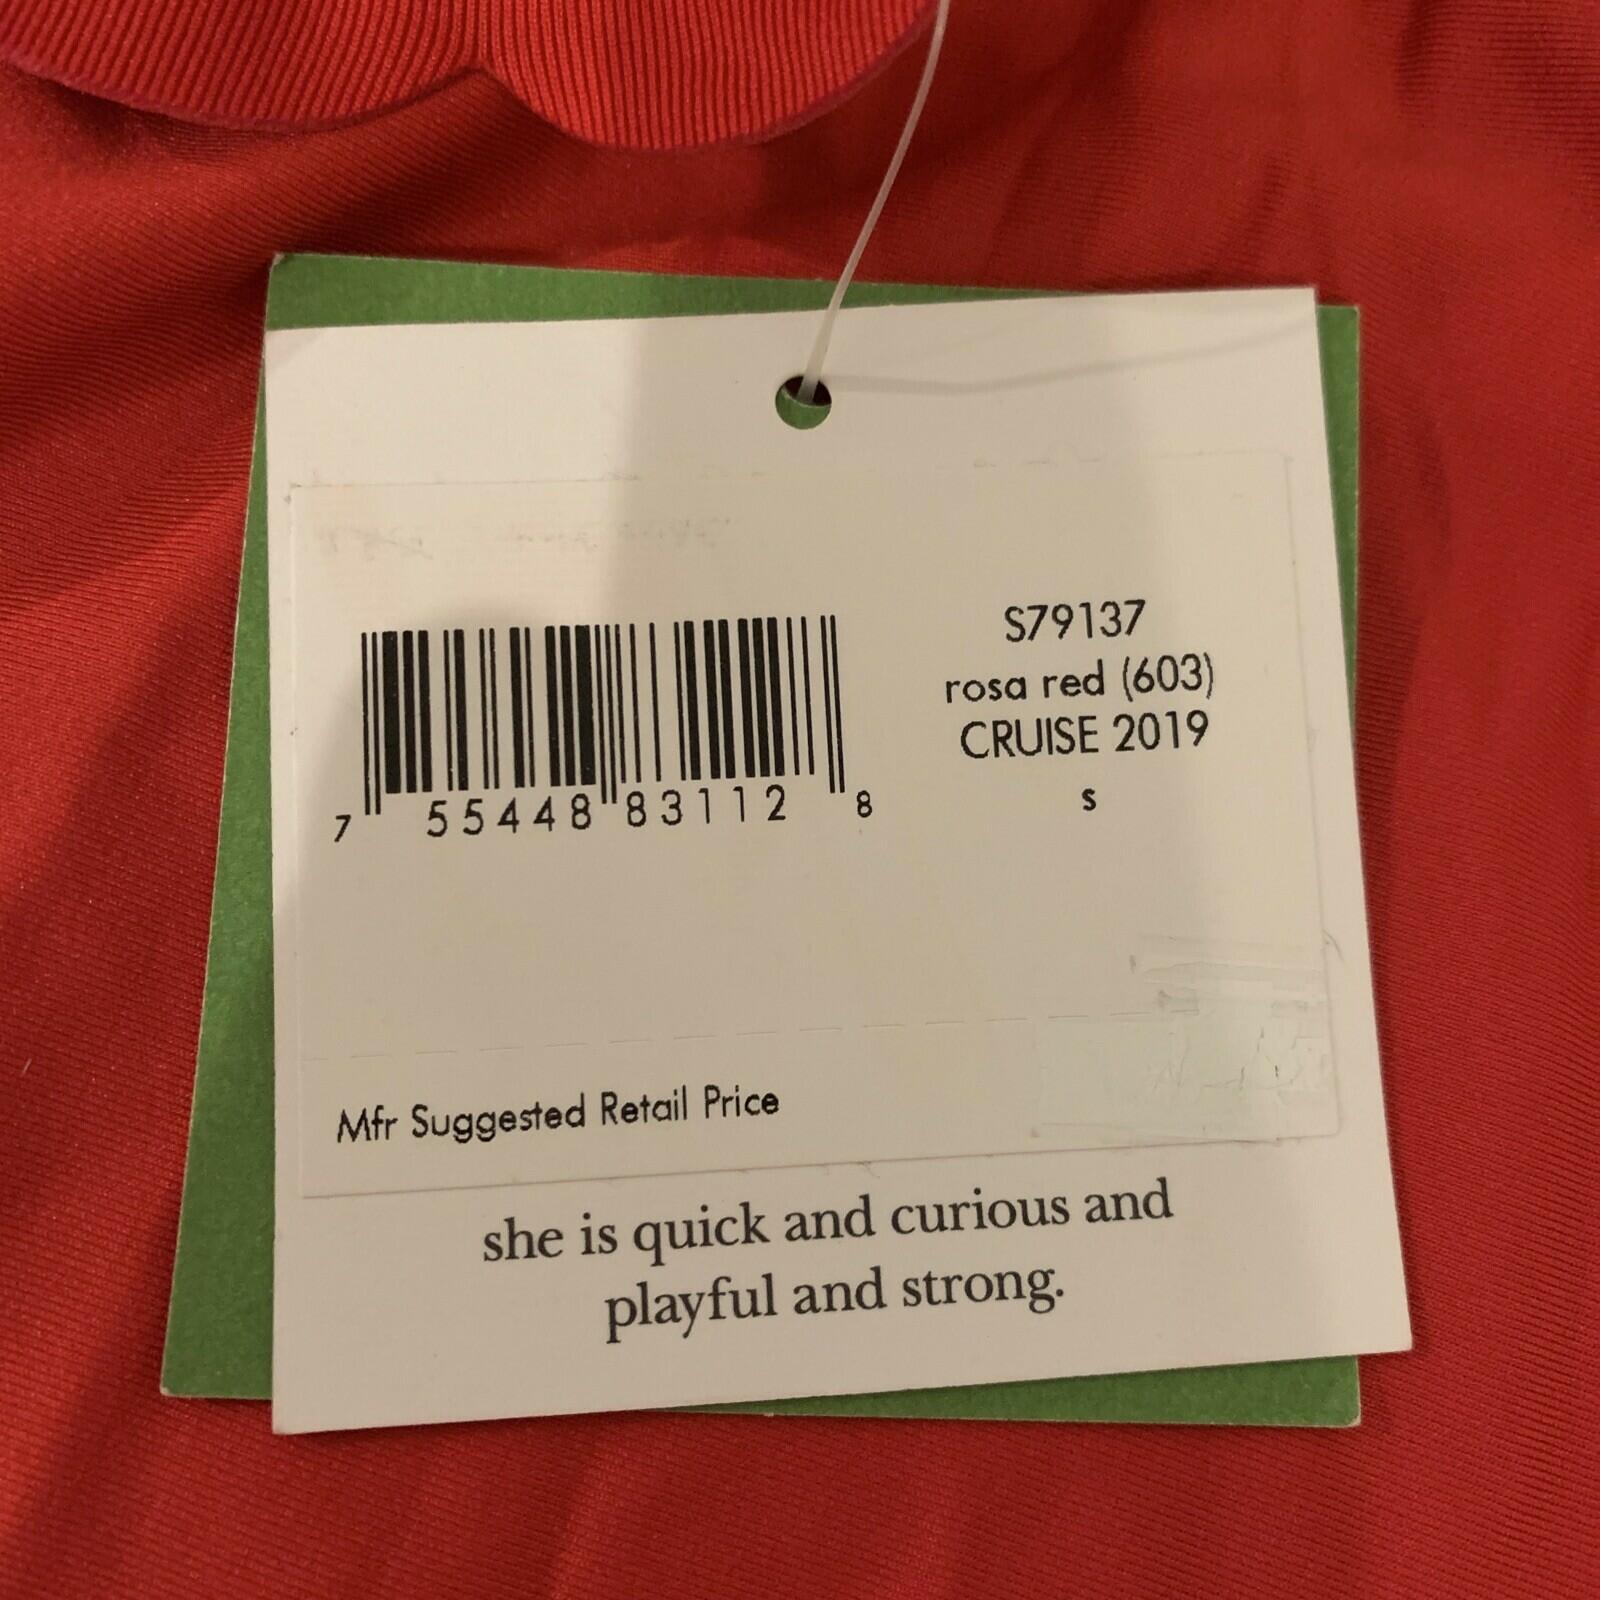 S79137
rosa red (603)
CRUISE 2019
s
7 55448 83112 8
Mfr Suggested Retail Price
she is quick and curious and
playful and strong.